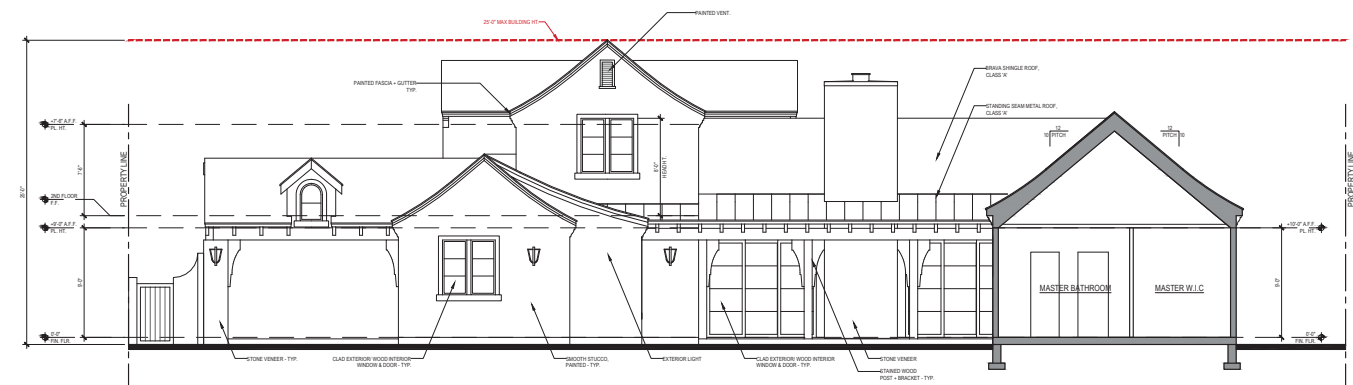 PAINTED VENT.
25'-0" MAX BUILDING HT.
BRAVA SHINGLE ROOF,
CLASS 'A'
PAINTED FASCIA + GUTTER
TYP.
STANDING SEAM METAL ROOF,
CLASS 'A'
+7'-6" A.F.F.
PL. HT.
12
10 PITCH
12
PITCH 10
PROPERTY LINE
PROPERTY LINE
25'-0"
7'-6"
8'-0"
HEAD HT.
2ND FLOOR
F.F.
+9'-0" A.F.F.
PL. HT.
+10'-0" A.F.F.
PL. HT.
9'-0"
9'-0"
MASTER BATHROOM
MASTER W.I.C
0'-0"
FIN. FLR.
0'-0"
FIN. FLR.
STONE VENEER - TYP.
CLAD EXTERIOR/ WOOD INTERIOR
WINDOW & DOOR - TYP.
SMOOTH STUCCO,
PAINTED - TYP.
EXTERIOR LIGHT
CLAD EXTERIOR/ WOOD INTERIOR
WINDOW & DOOR - TYP.
STONE VENEER
STAINED WOOD
POST + BRACKET - TYP.